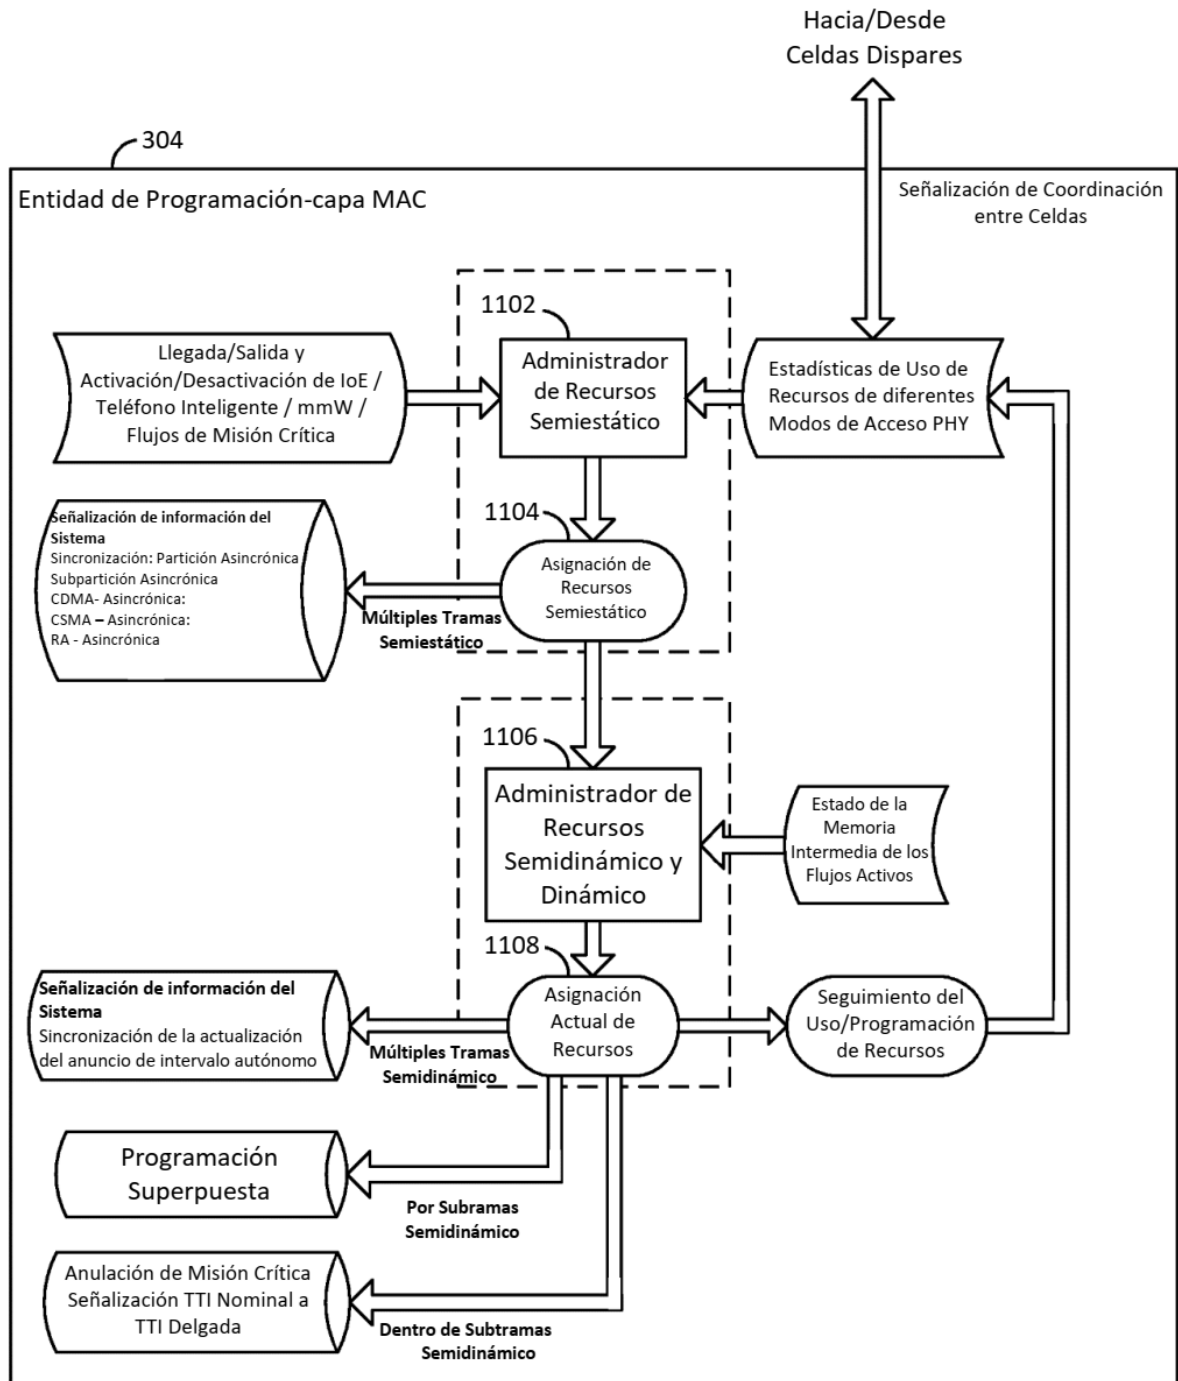 Hacia/Desde
Celdas Dispares
304
Entidad de Programación-capa MAC
Señalización de Coordinación
entre Celdas
1102
Llegada/Salida y
Activación/Desactivación de IoE /
Teléfono Inteligente / mmW /
Flujos de Misión Crítica
Administrador
de Recursos
Semiestático
Estadísticas de Uso de
Recursos de diferentes
Modos de Acceso PHY
1104
Señalización de información del
Sistema
Sincronización: Partición Asincrónica
Subpartición Asincrónica
CDMA- Asincrónica:
CSMA – Asincrónica:
RA - Asincrónica
Asignación de
Recursos
Semiestático
Múltiples Tramas
Semiestático
1106
Administrador de
Recursos
Semidinámico y
Dinámico
Estado de la
Memoria
Intermedia de los
Flujos Activos
1108
Señalización de información del
Sistema
Sincronización de la actualización
del anuncio de intervalo autónomo
Múltiples Tramas
Semidinámico
Asignación
Actual de
Recursos
Seguimiento del
Uso/Programación
de Recursos
Programación
Superpuesta
Por Subramas
Semidinámico
Anulación de Misión Crítica
Señalización TTI Nominal a
TTI Delgada
Dentro de Subtramas
Semidinámico